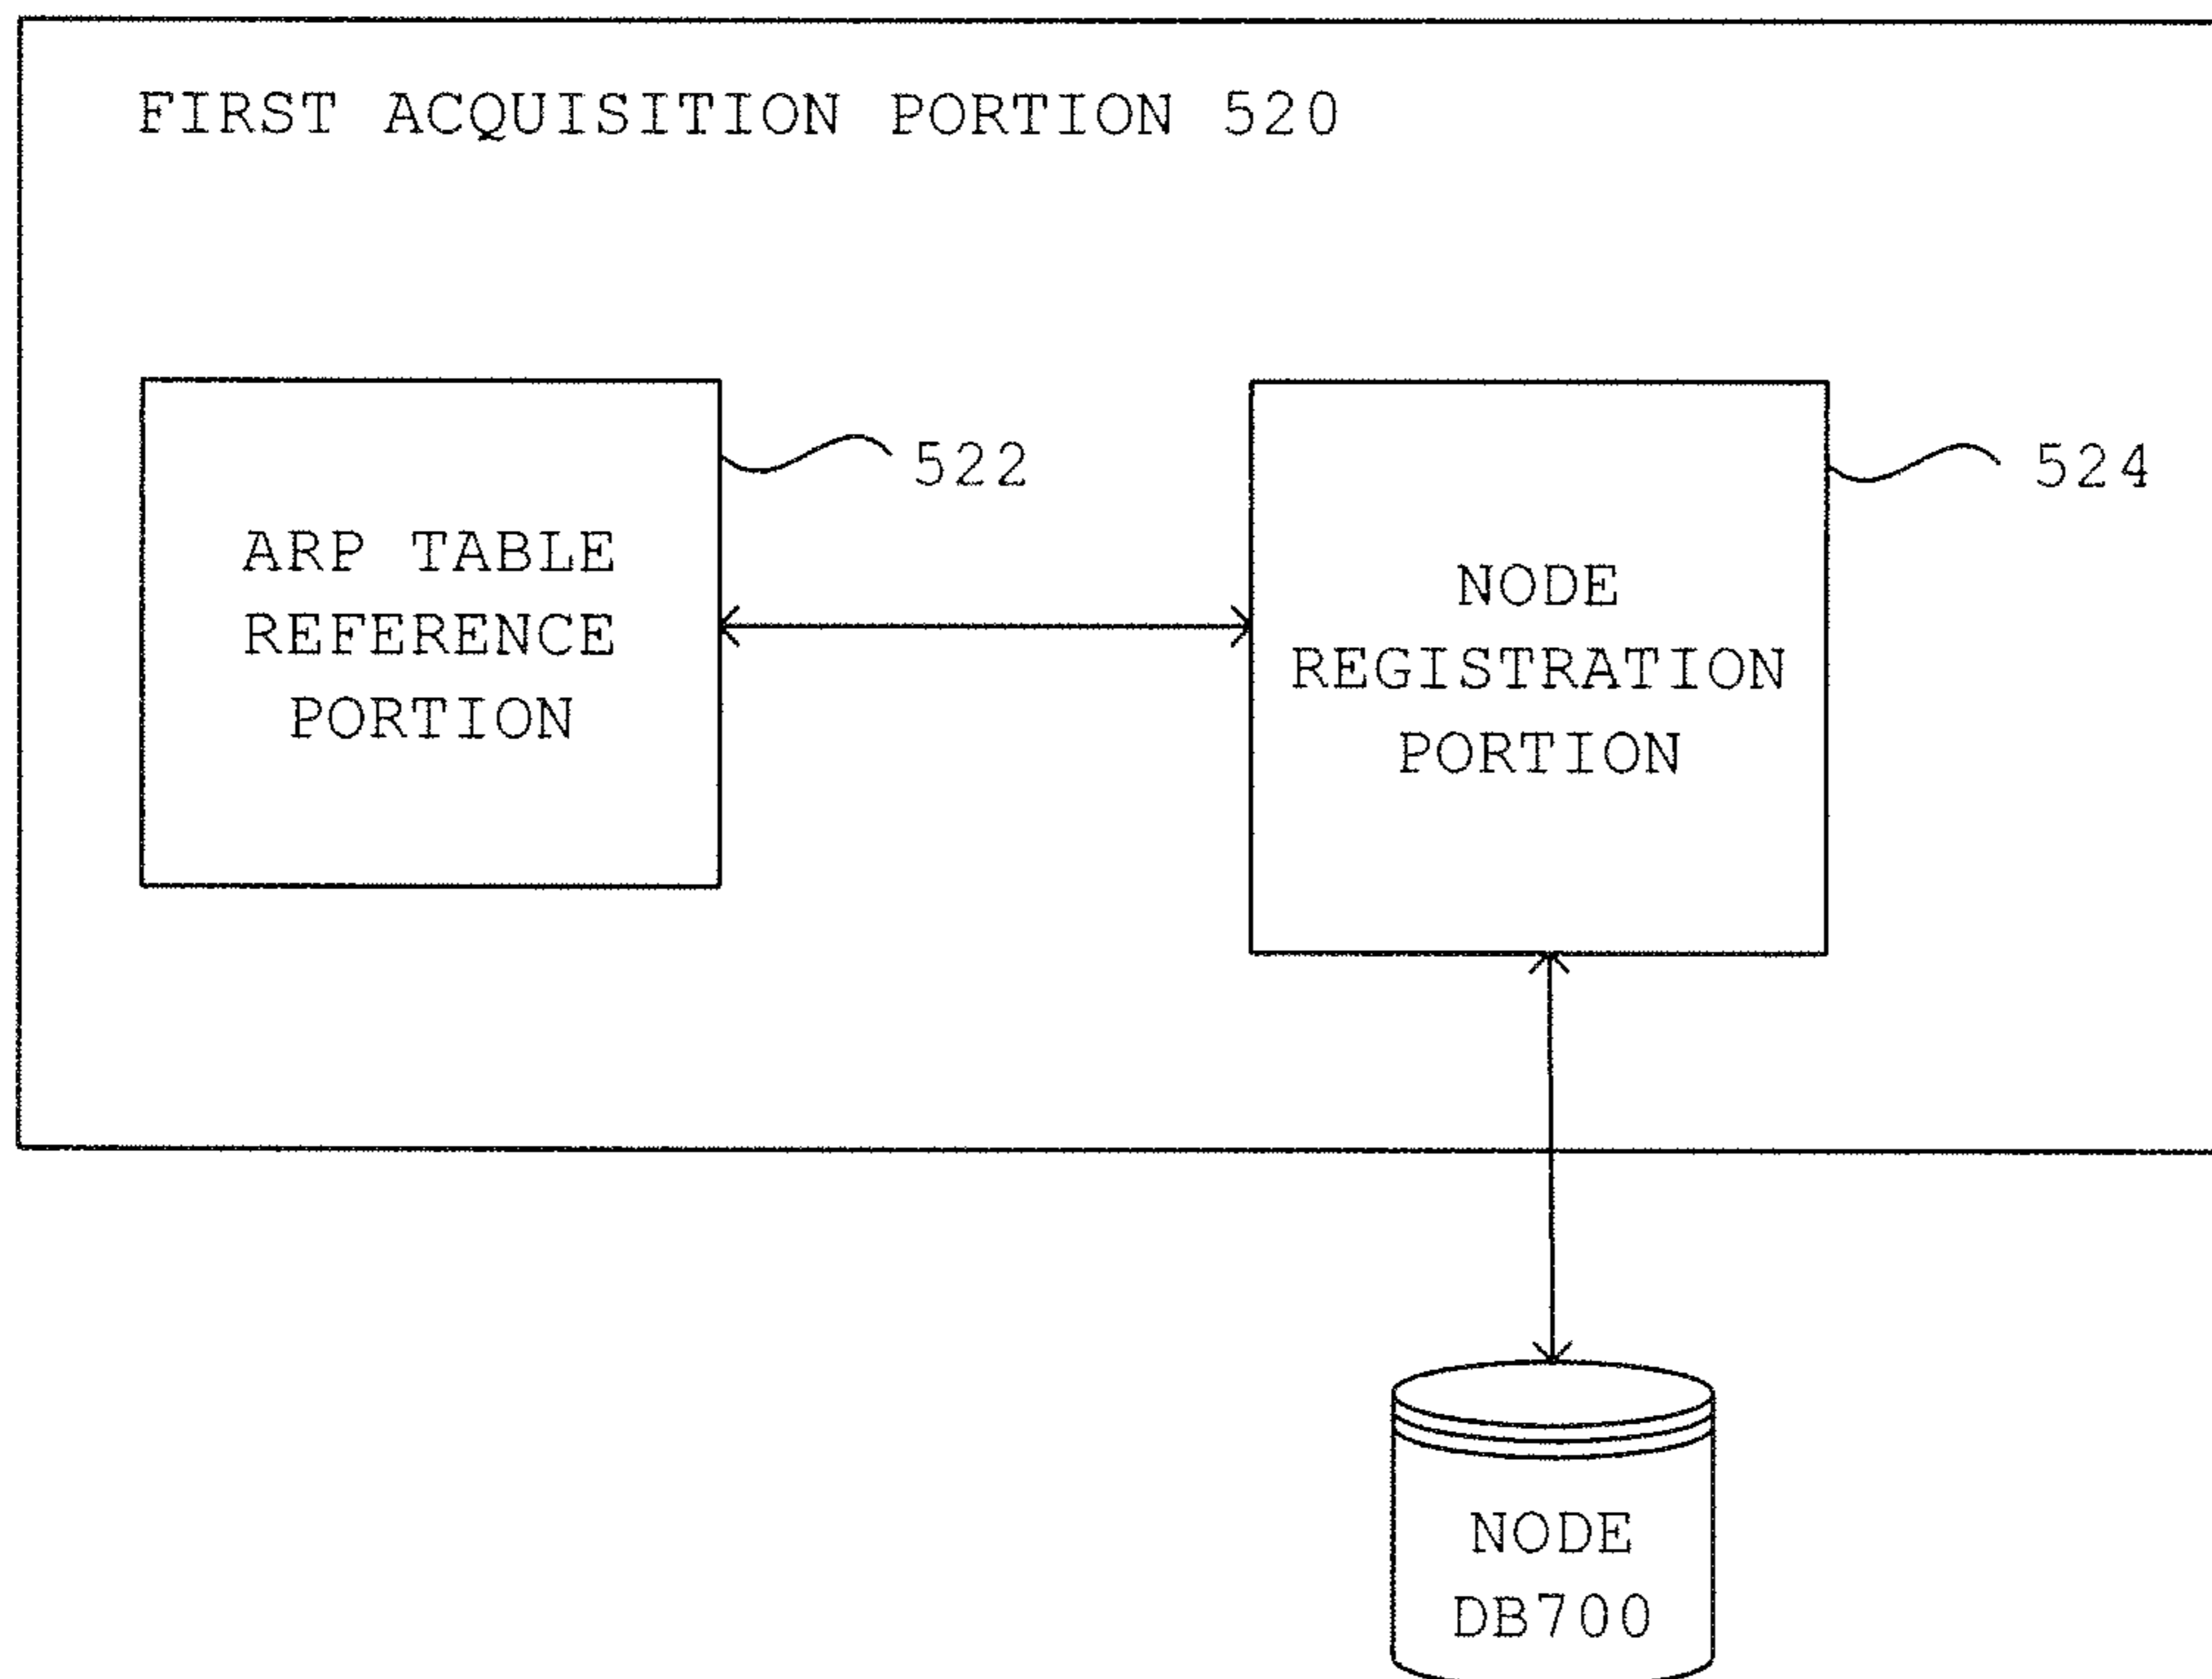 FIRST ACQUISITION PORTION 520
522
524
ARP TABLE
REFERENCE
PORTION
NODE
REGISTRATION
PORTION
NODE
DB700